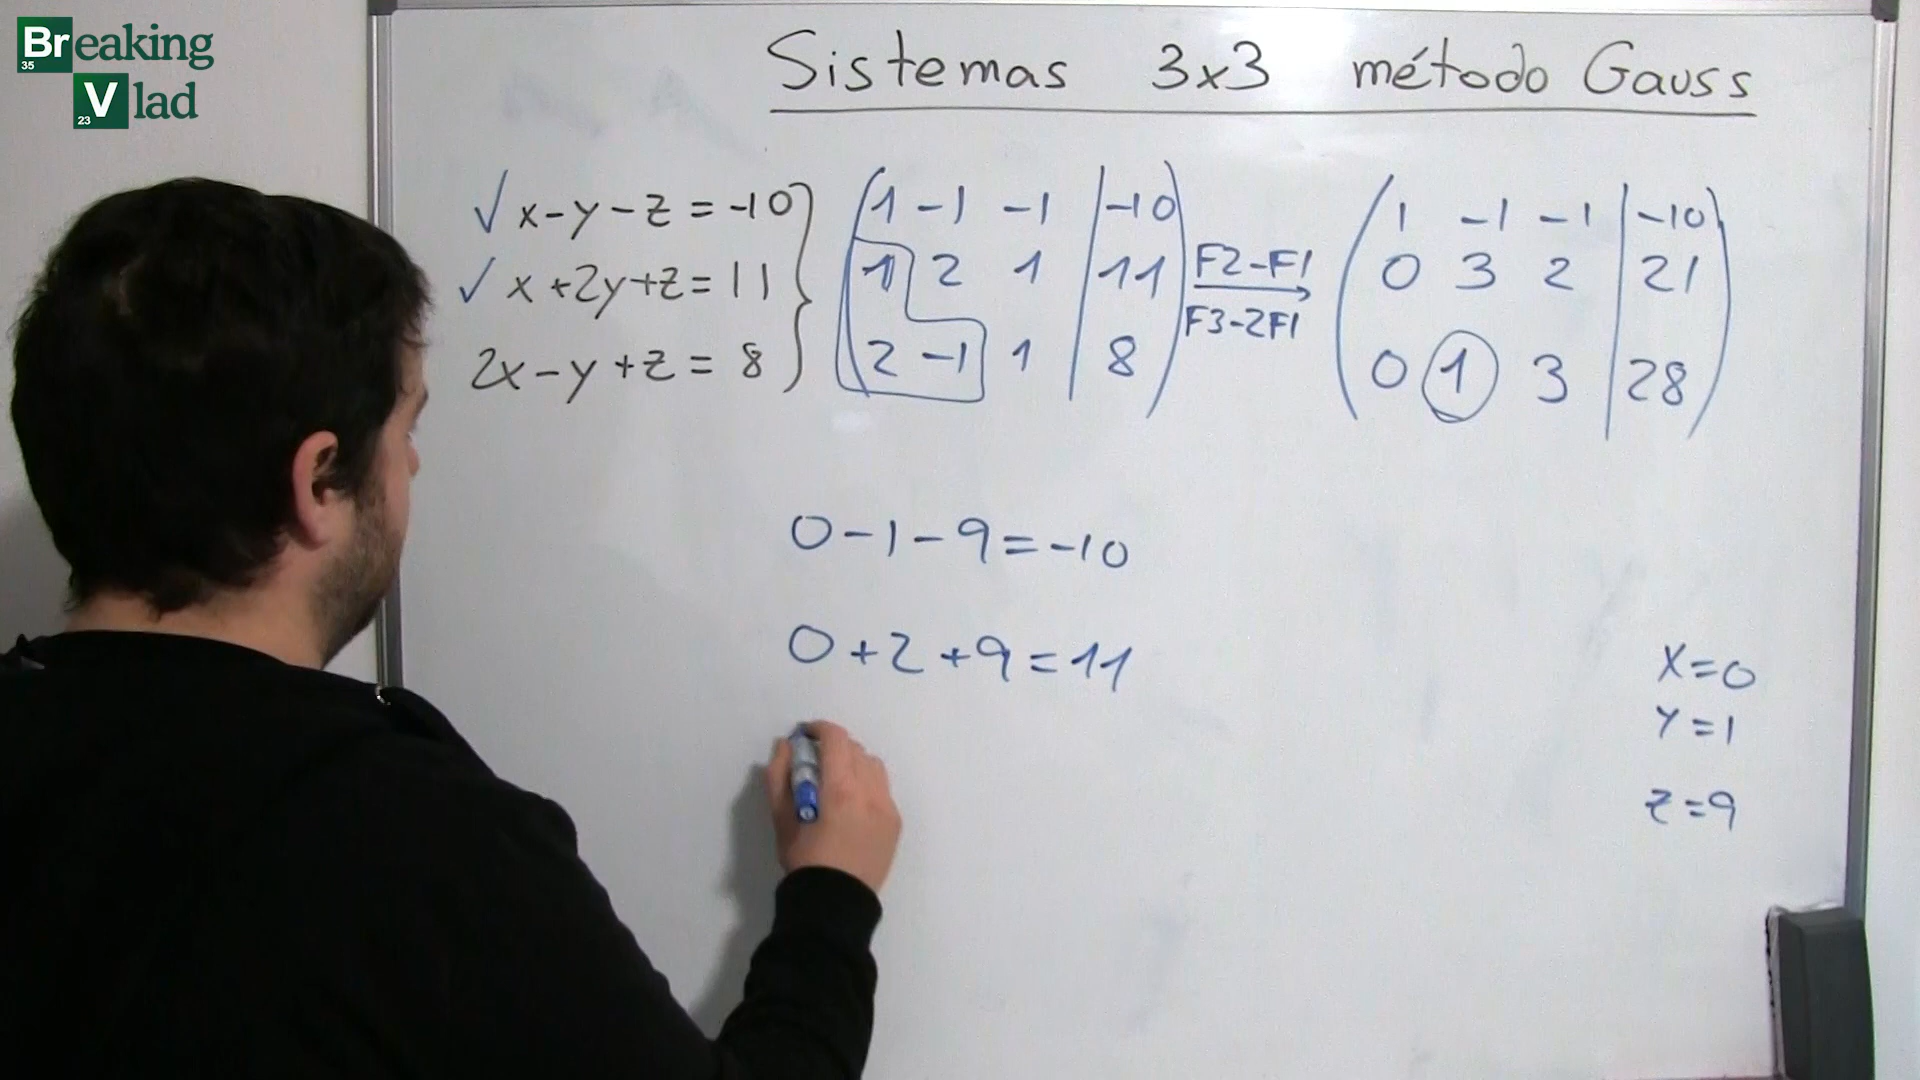 Breaking
35
Vlad
23
Sistemas 3x3 método Gauss
✓ x-y-z = -10
✓ x+2y+z = 11
2x-y+z = 8
1 -1 -1 | -10
1 2 1 | 11
2 -1 1 | 8
F2-F1
F3-2F1
1 -1 -1 | -10
0 3 2 | 21
0 1 3 | 28
0-1-9=-10
0+2+9=11
x=0
y=1
z=9